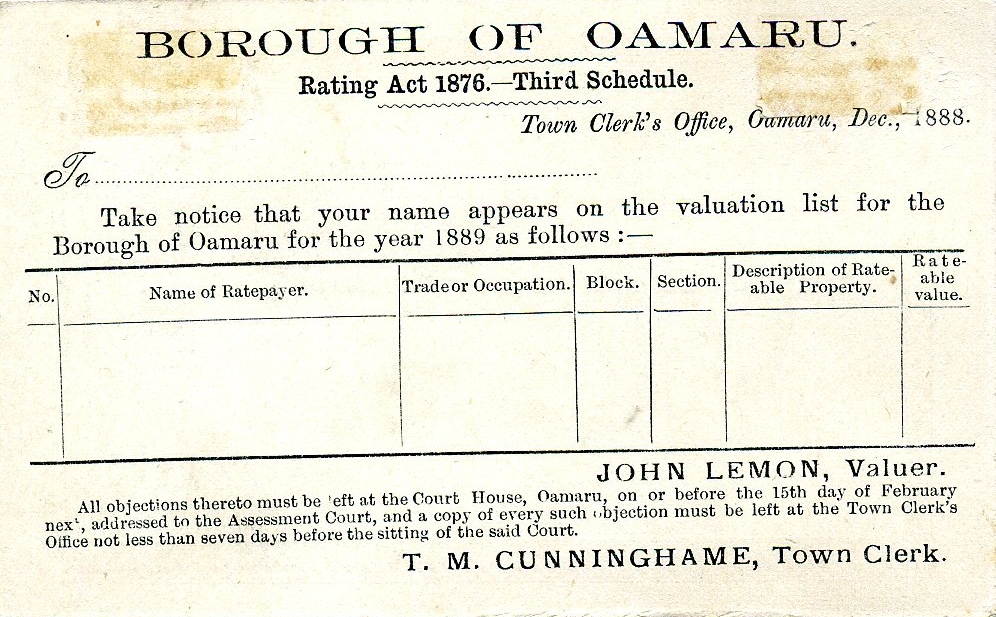 BOROUGH OF OAMARU.
Rating Act 1876.—Third Schedule.
Town Clerk's Office, Oamaru, Dec., 1888.
To
Take notice that your name appears on the valuation list for the
Borough of Oamaru for the year 1889 as follows :—
No.
Name of Ratepayer.
Trade or Occupation.
Block.
Section.
Description of Rate-
able Property.
Rate-
able
value.
JOHN LEMON, Valuer.
All objections thereto must be left at the Court House, Oamaru, on or before the 15th day of February
next, addressed to the Assessment Court, and a copy of every such objection must be left at the Town Clerk's
Office not less than seven days before the sitting of the said Court.
T. M. CUNNINGHAME, Town Clerk.